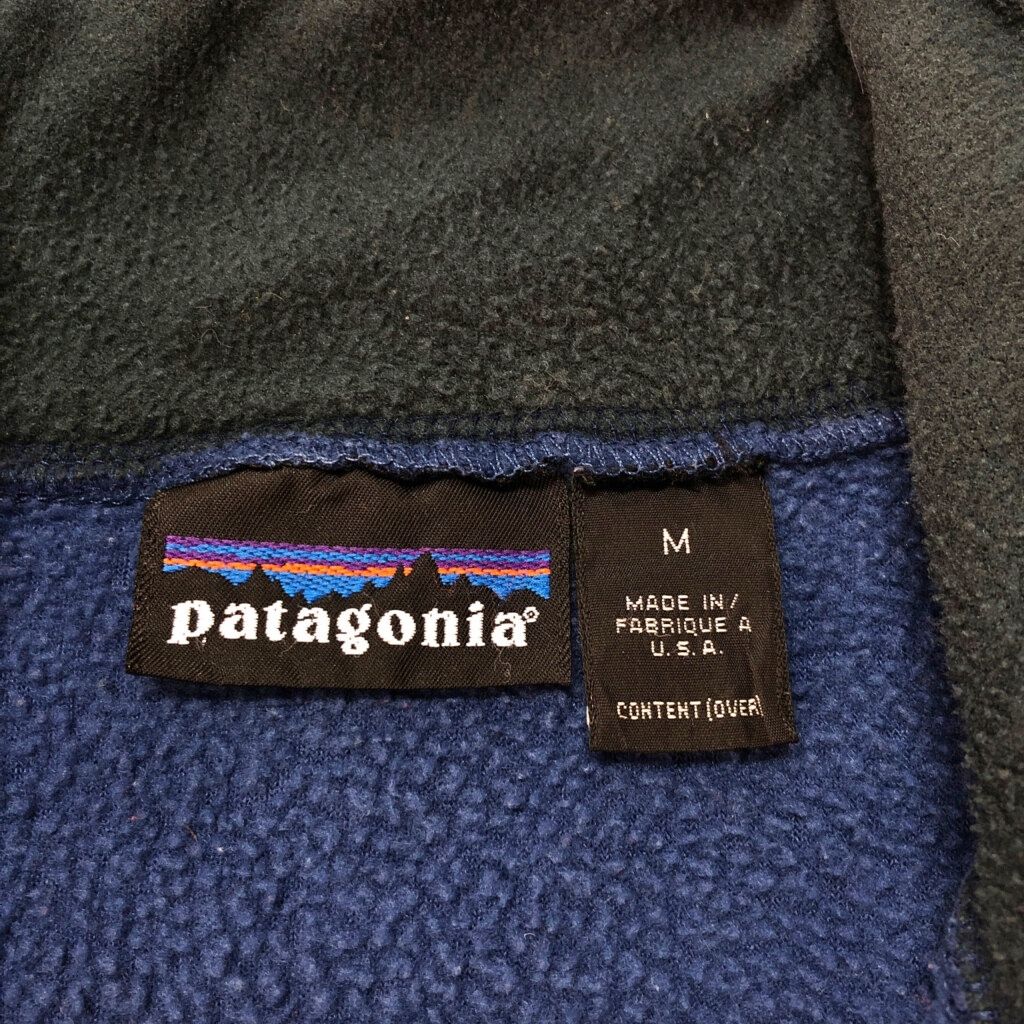 patagonia®
M
MADE IN/
FABRIQUE A
U.S.A.
CONTENT (OVER)